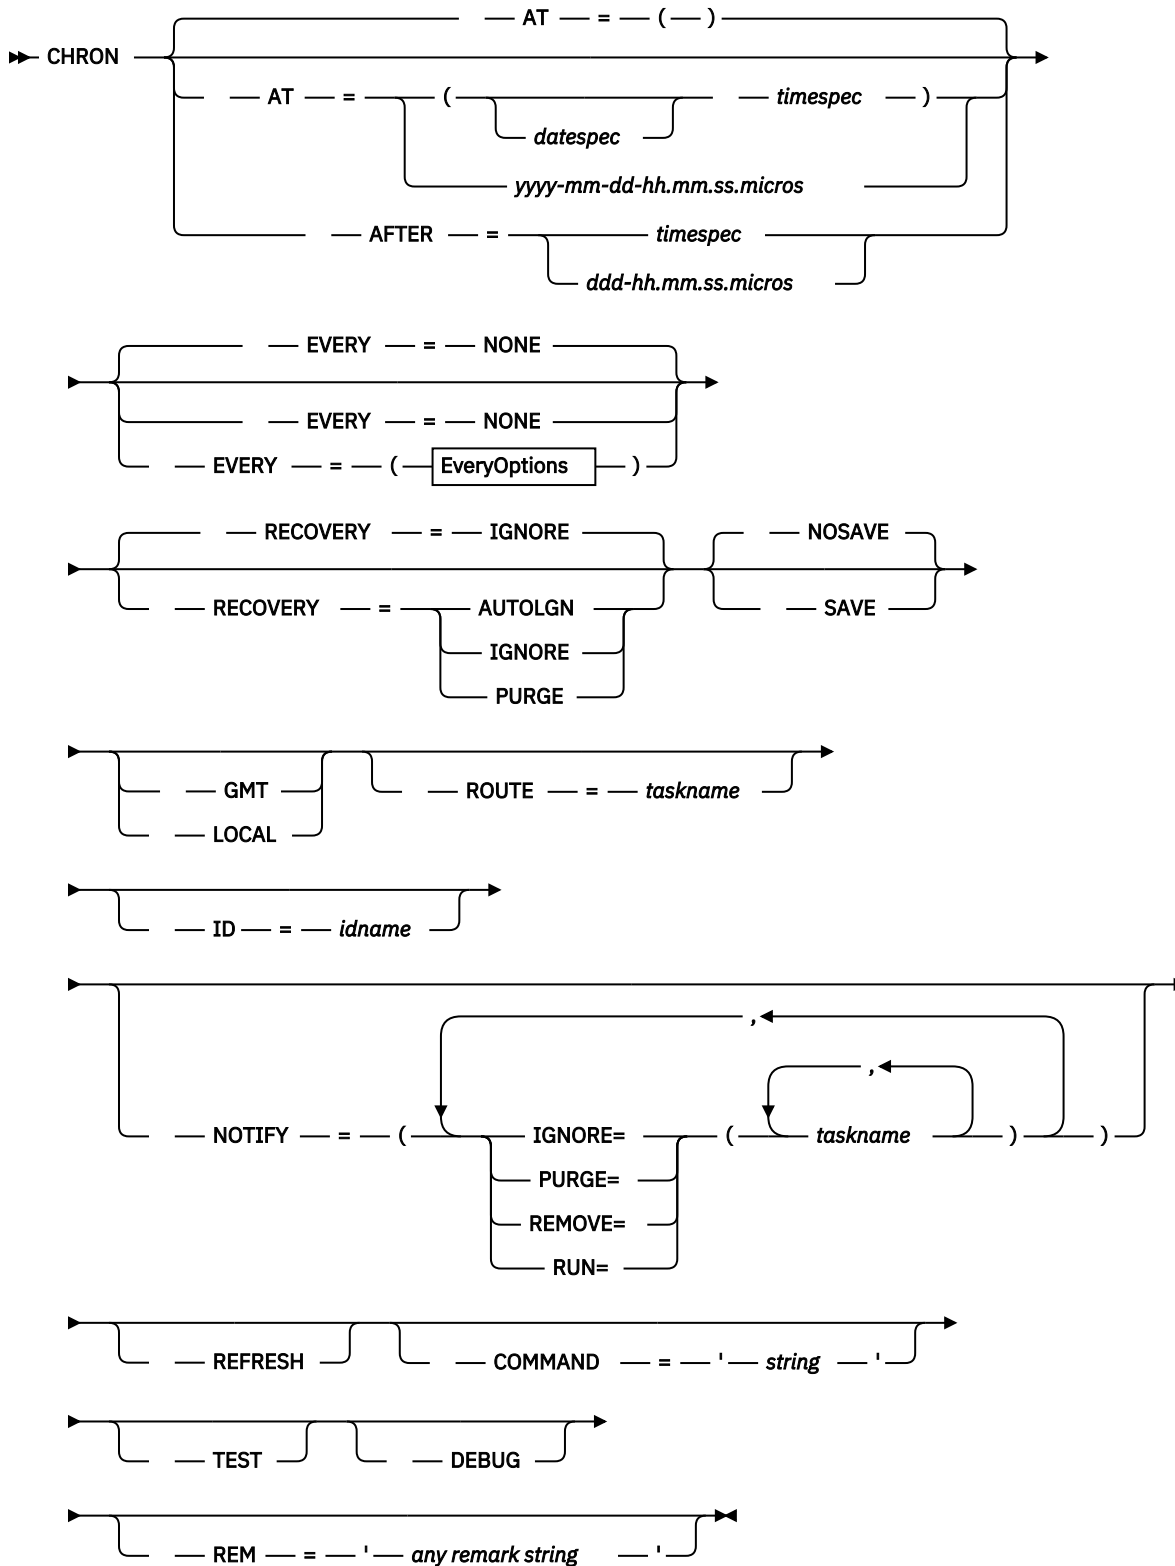 AT = ( )
CHRON
AT = ( timespec )
datespec
yyyy-mm-dd-hh.mm.ss.micros
AFTER = timespec
ddd-hh.mm.ss.micros
EVERY = NONE
EVERY = NONE
EVERY = ( EveryOptions )
RECOVERY = IGNORE NOSAVE
RECOVERY = AUTOLGN SAVE
IGNORE
PURGE
GMT ROUTE = taskname
LOCAL
ID = idname
,
,
NOTIFY = ( IGNORE= ( taskname ) )
PURGE=
REMOVE=
RUN=
REFRESH COMMAND = ' string '
TEST DEBUG
REM = ' any remark string '